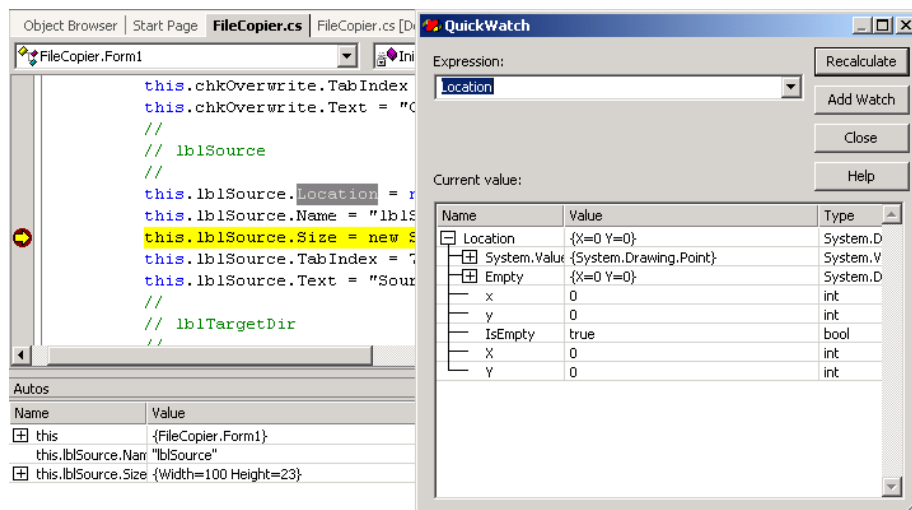 Object Browser | Start Page | FileCopier.cs | FileCopier.cs [D
FileCopier.Form1
Ini
this.chkOverwrite.TabIndex
this.chkOverwrite.Text = "
//
// lblSource
//
this.lblSource.Location =
this.lblSource.Name = "lblS
this.lblSource.Size = new S
this.lblSource.TabIndex =
this.lblSource.Text = "Sour
//
// lblTargetDir
//
Autos
Name Value
this {FileCopier.Form1}
this.lblSource.Nam "lblSource"
this.lblSource.Size {Width=100 Height=23}
QuickWatch
Expression:
Location
Recalculate
Add Watch
Close
Help
Current value:
Name Value Type
Location {X=0 Y=0} System.D
System.Value {System.Drawing.Point} System.V
Empty {X=0 Y=0} System.D
x 0 int
y 0 int
IsEmpty true bool
X 0 int
Y 0 int